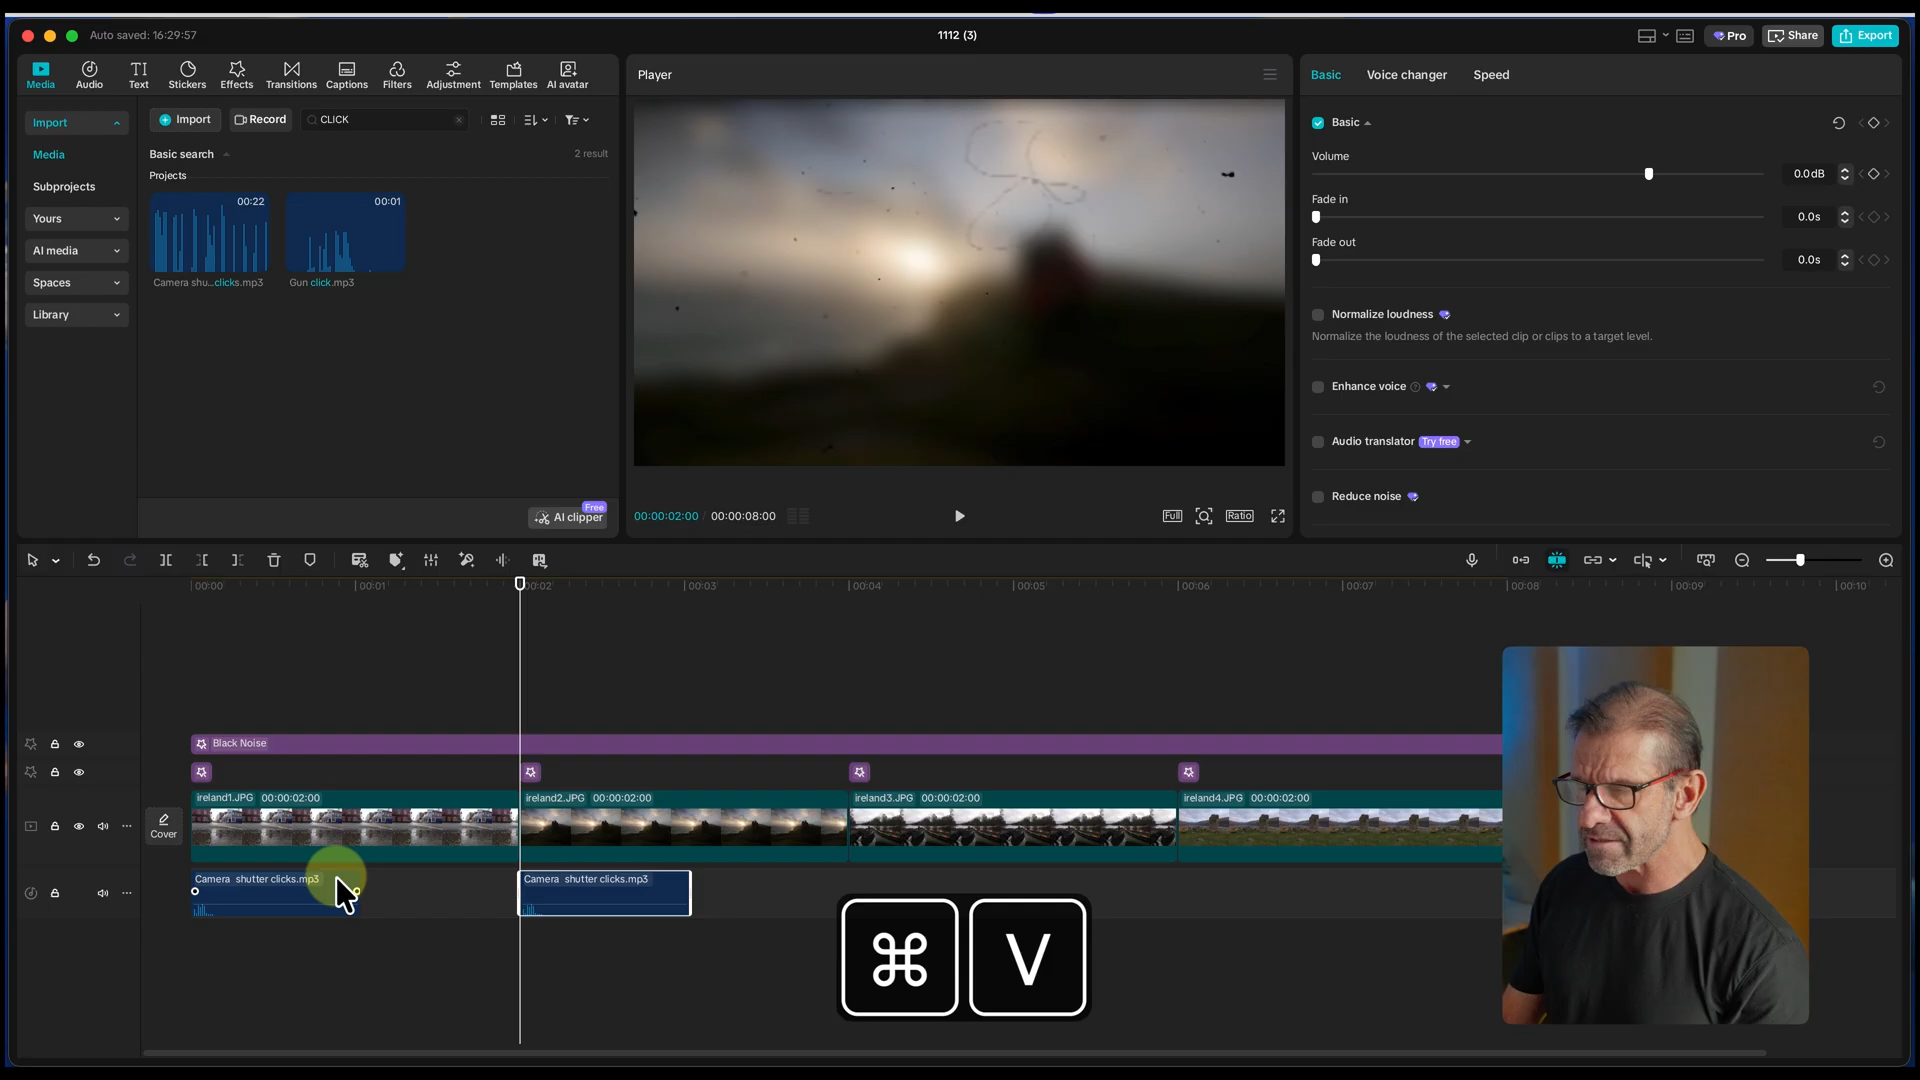 Auto saved: 16:29:57
1112 (3)
Pro
Share
Export
Media
Audio
Text
Stickers
Effects
Transitions
Captions
Filters
Adjustment
Templates
AI avatar
Import
Media
Subprojects
Yours
AI media
Spaces
Library
Import
Record
CLICK
Basic search
2 result
Projects
00:22
Camera shu...clicks.mp3
00:01
Gun click.mp3
Free
AI clipper
Player
00:00:02:00 / 00:00:08:00
Full
Ratio
Basic
Voice changer
Speed
Basic
Volume
0.0dB
Fade in
0.0s
Fade out
0.0s
Normalize loudness
Normalize the loudness of the selected clip or clips to a target level.
Enhance voice
Audio translator Try free
Reduce noise
00:00 00:01 00:02 00:03 00:04 00:05 00:06 00:07 00:08 00:09 00:10
Black Noise
ireland1.JPG 00:00:02:00
ireland2.JPG 00:00:02:00
ireland3.JPG 00:00:02:00
ireland4.JPG 00:00:02:00
Cover
Camera shutter clicks.mp3
Camera shutter clicks.mp3
⌘ V